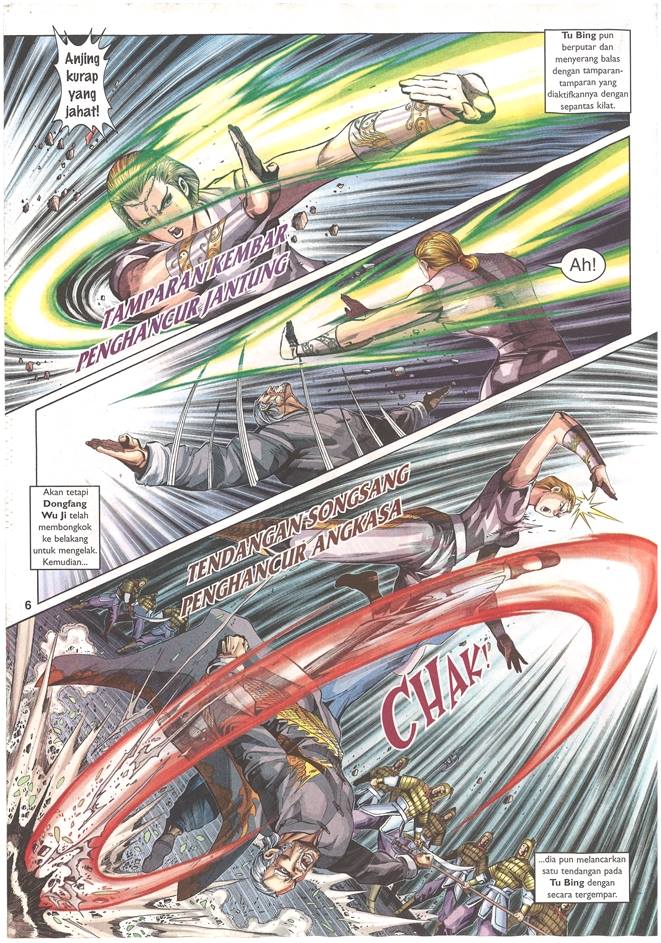 Anjing
kurap
yang
jahat!
Tu Bing pun
berputar dan
menyerang balas
dengan tamparan-
tamparan yang
diaktifkannya dengan
sepantas kilat.
TAMPARAN KEMBAR
PENGHANCUR JANTUNG
Ah!
Akan tetapi
Dongfang
Wu Ji telah
membongkok
ke belakang
untuk mengelak.
Kemudian...
TENDANGAN SONGSANG
PENGHANCUR ANGKASA
6
CHAK!
...dia pun melancarkan
satu tendangan pada
Tu Bing dengan
secara tergempar.